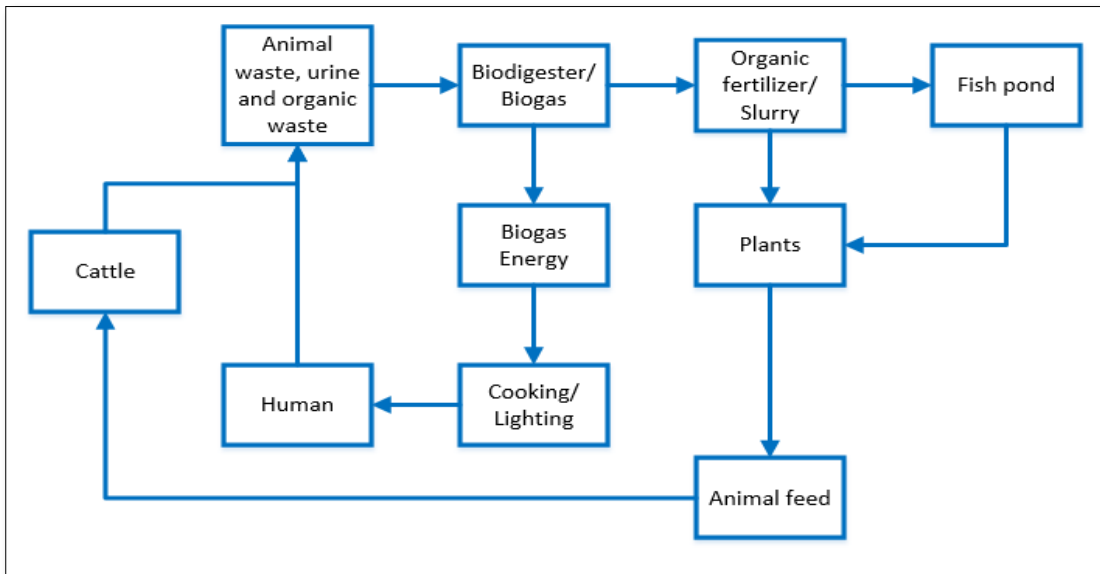 Animal
waste, urine
and organic
waste
Biodigester/
Biogas
Organic
fertilizer/
Slurry
Fish pond
Cattle
Biogas
Energy
Plants
Human
Cooking/
Lighting
Animal feed